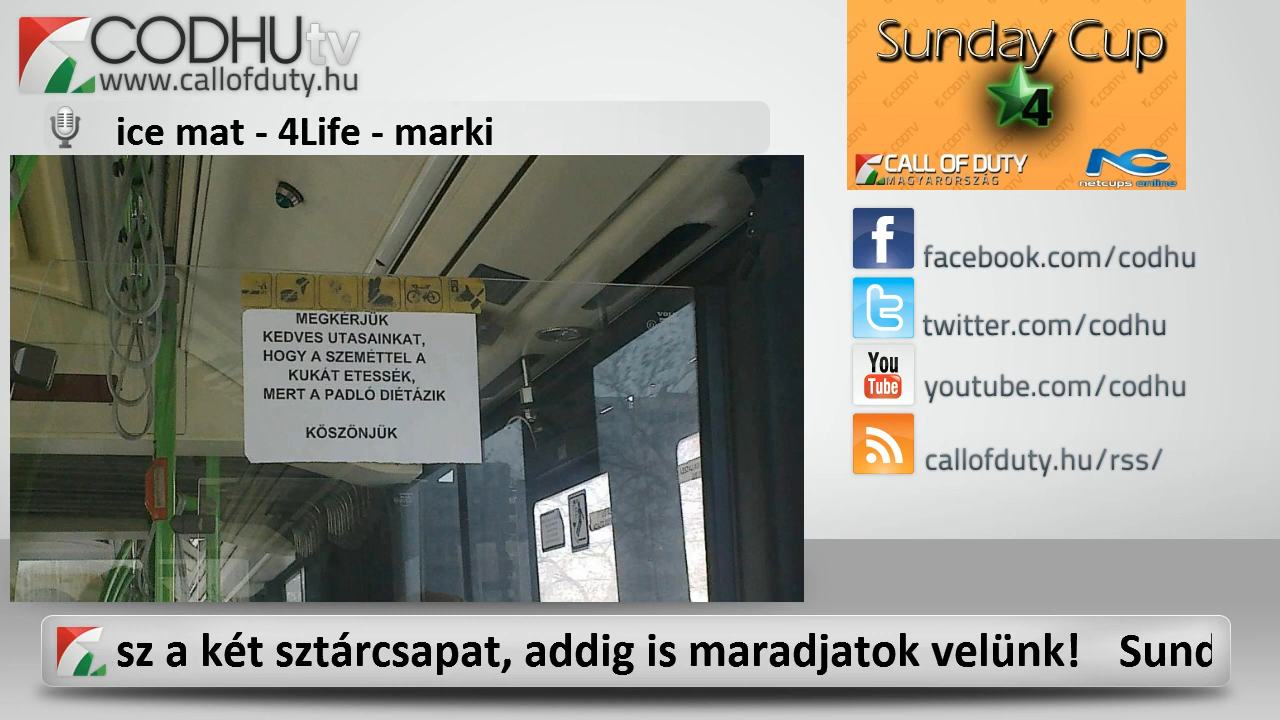 CODHUtv
www.callofduty.hu
ice mat - 4Life - marki
Sunday Cup
4
CALL OF DUTY
MAGYARORSZÁG
NC
netcups online
MEGKÉRJÜK
KEDVES UTASAINKAT,
HOGY A SZEMÉTTEL A
KUKÁT ETESSÉK,
MERT A PADLÓ DIÉTÁZIK
KÖSZÖNJÜK
facebook.com/codhu
twitter.com/codhu
You
Tube
youtube.com/codhu
callofduty.hu/rss/
sz a két sztárcsapat, addig is maradjatok velünk! Sund